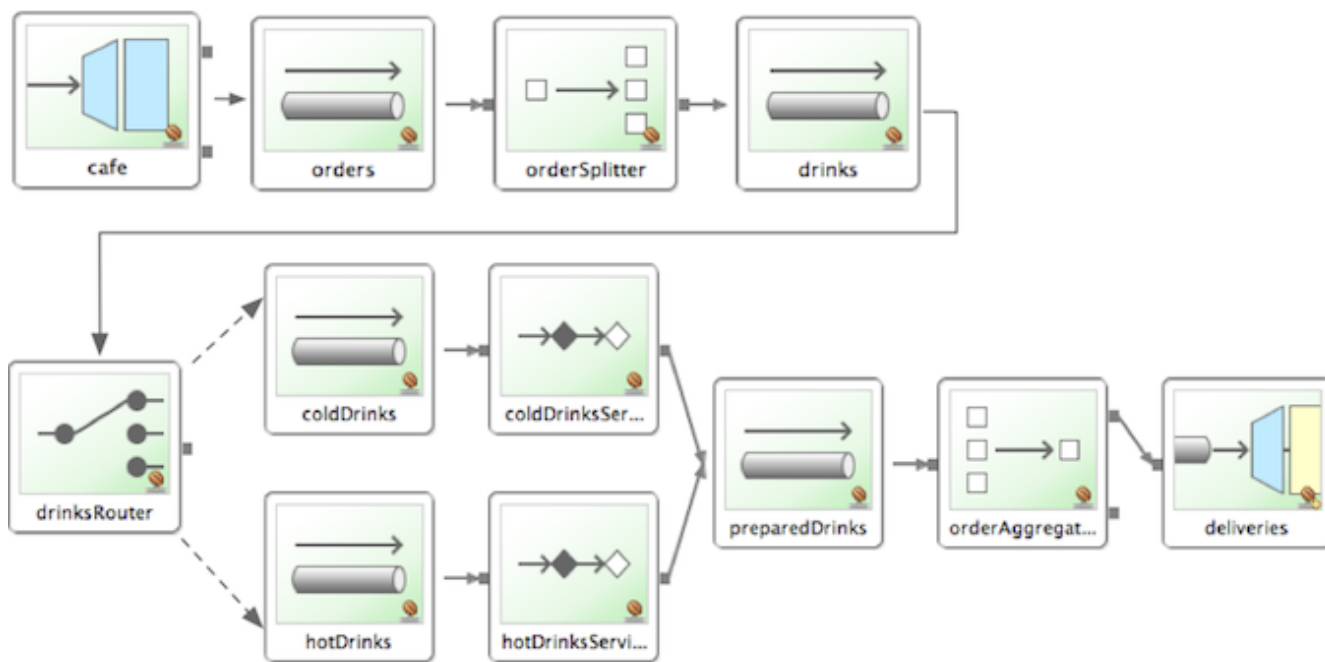 cafe
orders
orderSplitter
drinks
drinksRouter
coldDrinks
coldDrinksSer...
hotDrinks
hotDrinksServi...
preparedDrinks
orderAggregat...
deliveries